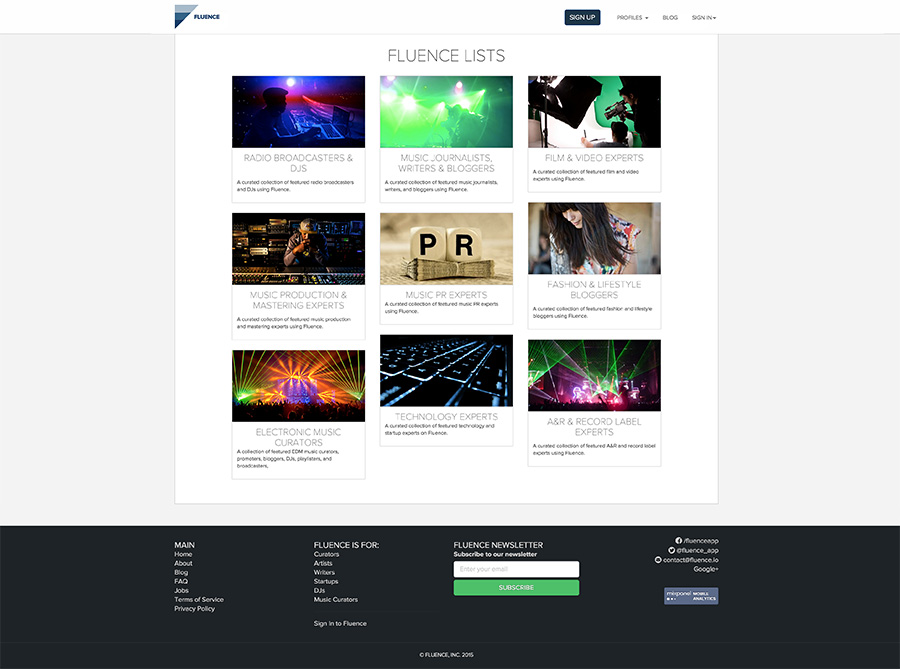 FLUENCE
SIGN UP
PROFILES
BLOG
SIGN IN
FLUENCE LISTS
RADIO BROADCASTERS &
DJS
A curated collection of featured radio broadcasters
and DJs using Fluence.
MUSIC JOURNALISTS,
WRITERS & BLOGGERS
A curated collection of featured music journalists,
writers, and bloggers using Fluence.
FILM & VIDEO EXPERTS
A curated collection of featured film and video
experts using Fluence.
MUSIC PRODUCTION &
MASTERING EXPERTS
A curated collection of featured music production
and mastering experts using Fluence.
PR
MUSIC PR EXPERTS
A curated collection of featured music PR experts
using Fluence.
FASHION & LIFESTYLE
BLOGGERS
A curated collection of featured fashion and lifestyle
bloggers using Fluence.
ELECTRONIC MUSIC
CURATORS
A collection of featured EDM music curators,
promoters, bloggers, DJs, playlisters, and
broadcasters,
TECHNOLOGY EXPERTS
A curated collection of featured technology and
startup experts on Fluence.
A&R & RECORD LABEL
EXPERTS
A curated collection of featured A&R and record label
experts using Fluence.
MAIN
Home
About
Blog
FAQ
Jobs
Terms of Service
Privacy Policy
FLUENCE IS FOR:
Curators
Artists
Writers
Startups
DJs
Music Curators
Sign in to Fluence
FLUENCE NEWSLETTER
Subscribe to our newsletter
Enter your email
SUBSCRIBE
/fluenceapp
@fluence_app
contact@fluence.io
Google+
mixpanel MOBILE
ANALYTICS
© FLUENCE, INC. 2015